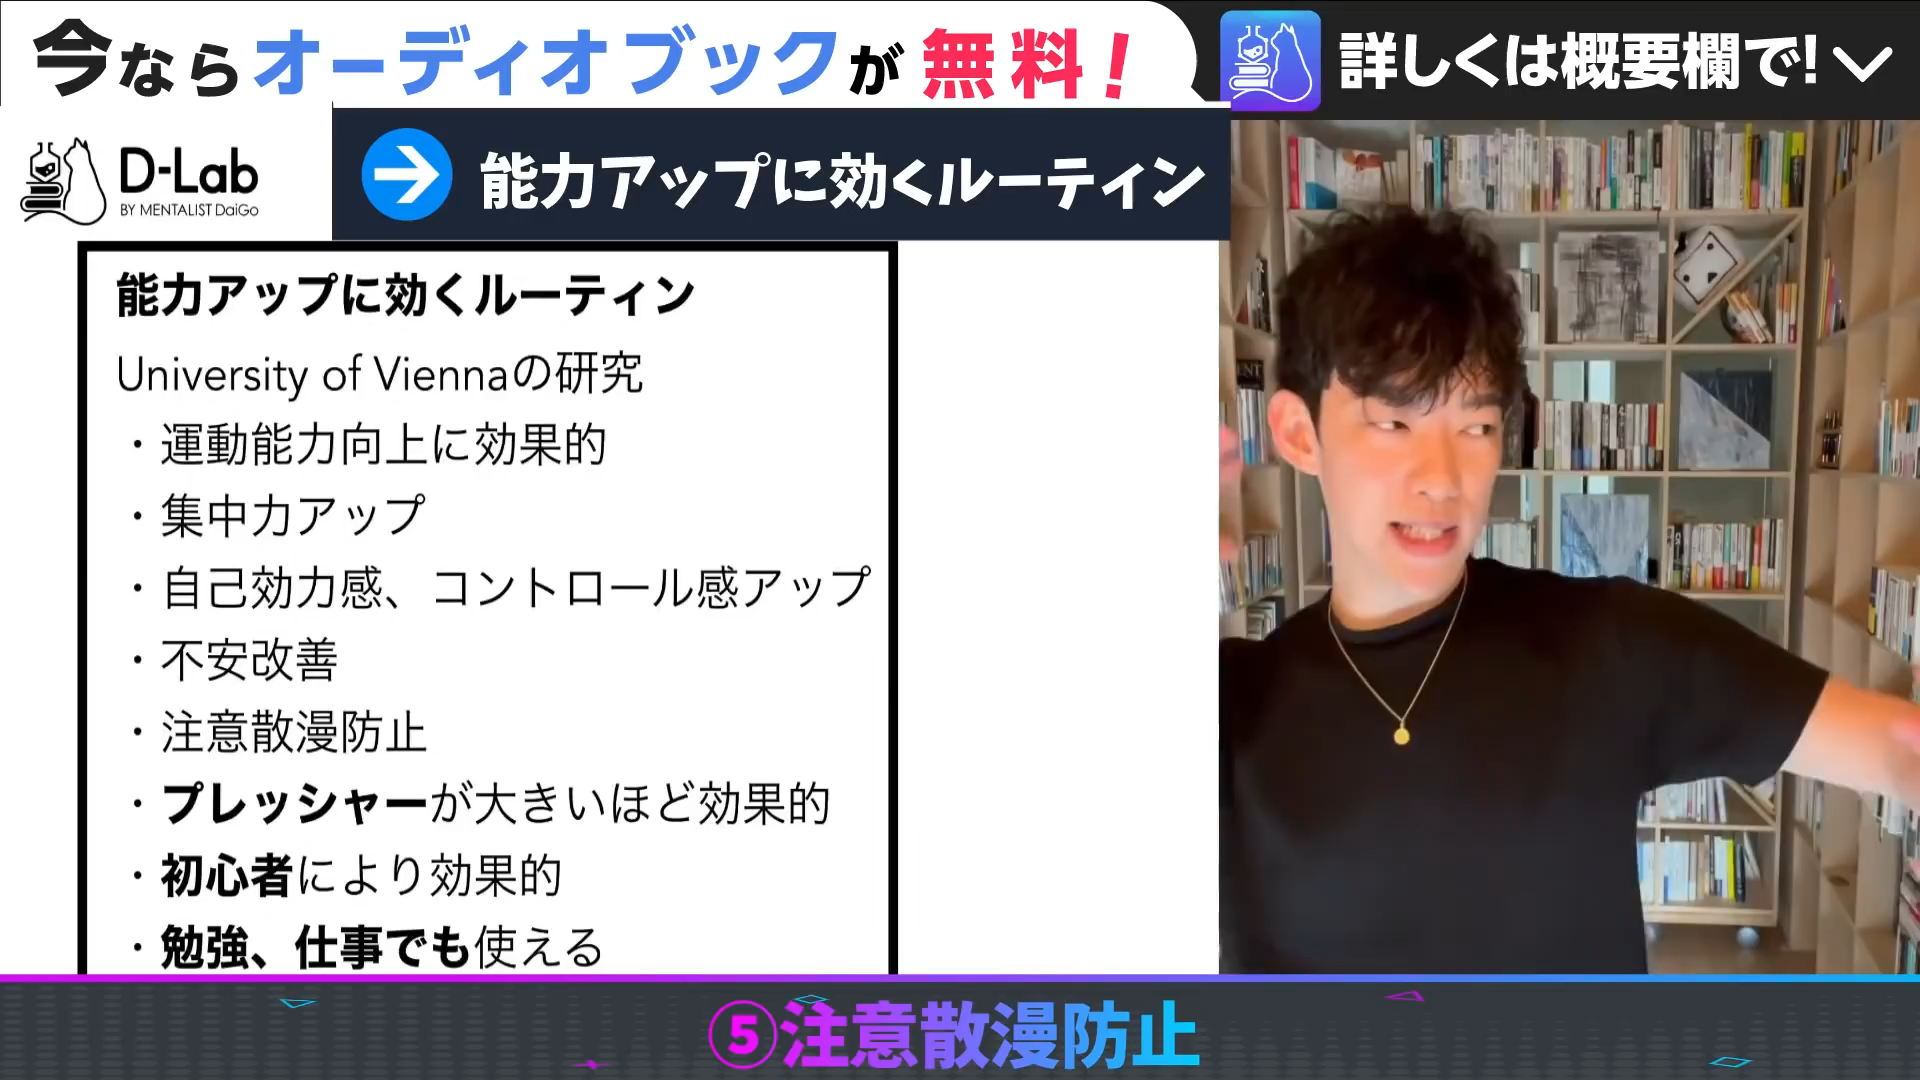 今ならオーディオブックが無料！
詳しくは概要欄で!
D-Lab
BY MENTALIST DaiGo
能力アップに効くルーティン
能力アップに効くルーティン
University of Viennaの研究
・運動能力向上に効果的
・集中力アップ
・自己効力感、コントロール感アップ
・不安改善
・注意散漫防止
・プレッシャーが大きいほど効果的
・初心者により効果的
・勉強、仕事でも使える
⑤注意散漫防止